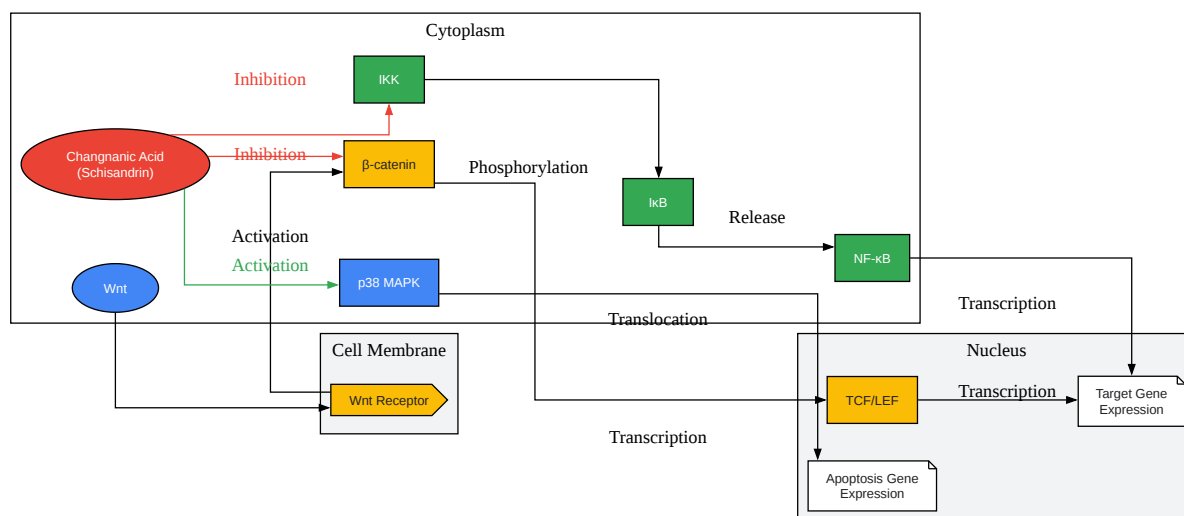 Cytoplasm
Inhibition
IKK
Changnanic Acid
(Schisandrin)
Inhibition
β-catenin
Phosphorylation
IκB
Release
Activation
Activation
NF-κB
Wnt
p38 MAPK
Translocation
Transcription
Cell Membrane
Nucleus
Wnt Receptor
TCF/LEF
Transcription
Target Gene
Expression
Transcription
Apoptosis Gene
Expression